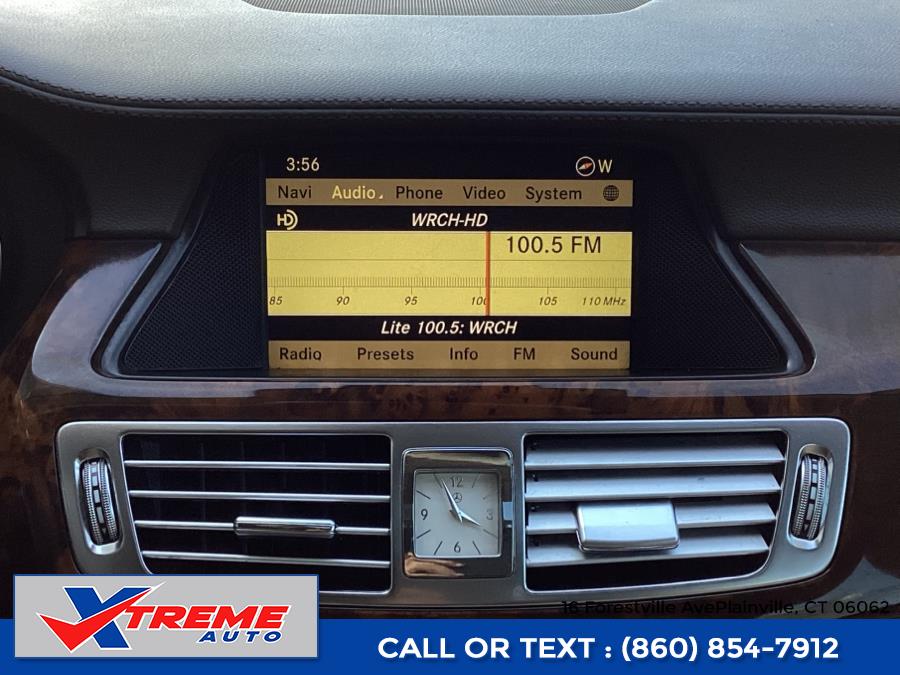 3:56 W
Navi Audio Phone Video System
HD WRCH-HD
100.5 FM
85 90 95 100 105 110 MHz
Lite 100.5: WRCH
Radio Presets Info FM Sound
12
9 3
6
16 Forestville AvePlainville, CT 06062
XTREME
AUTO
CALL OR TEXT : (860) 854-7912